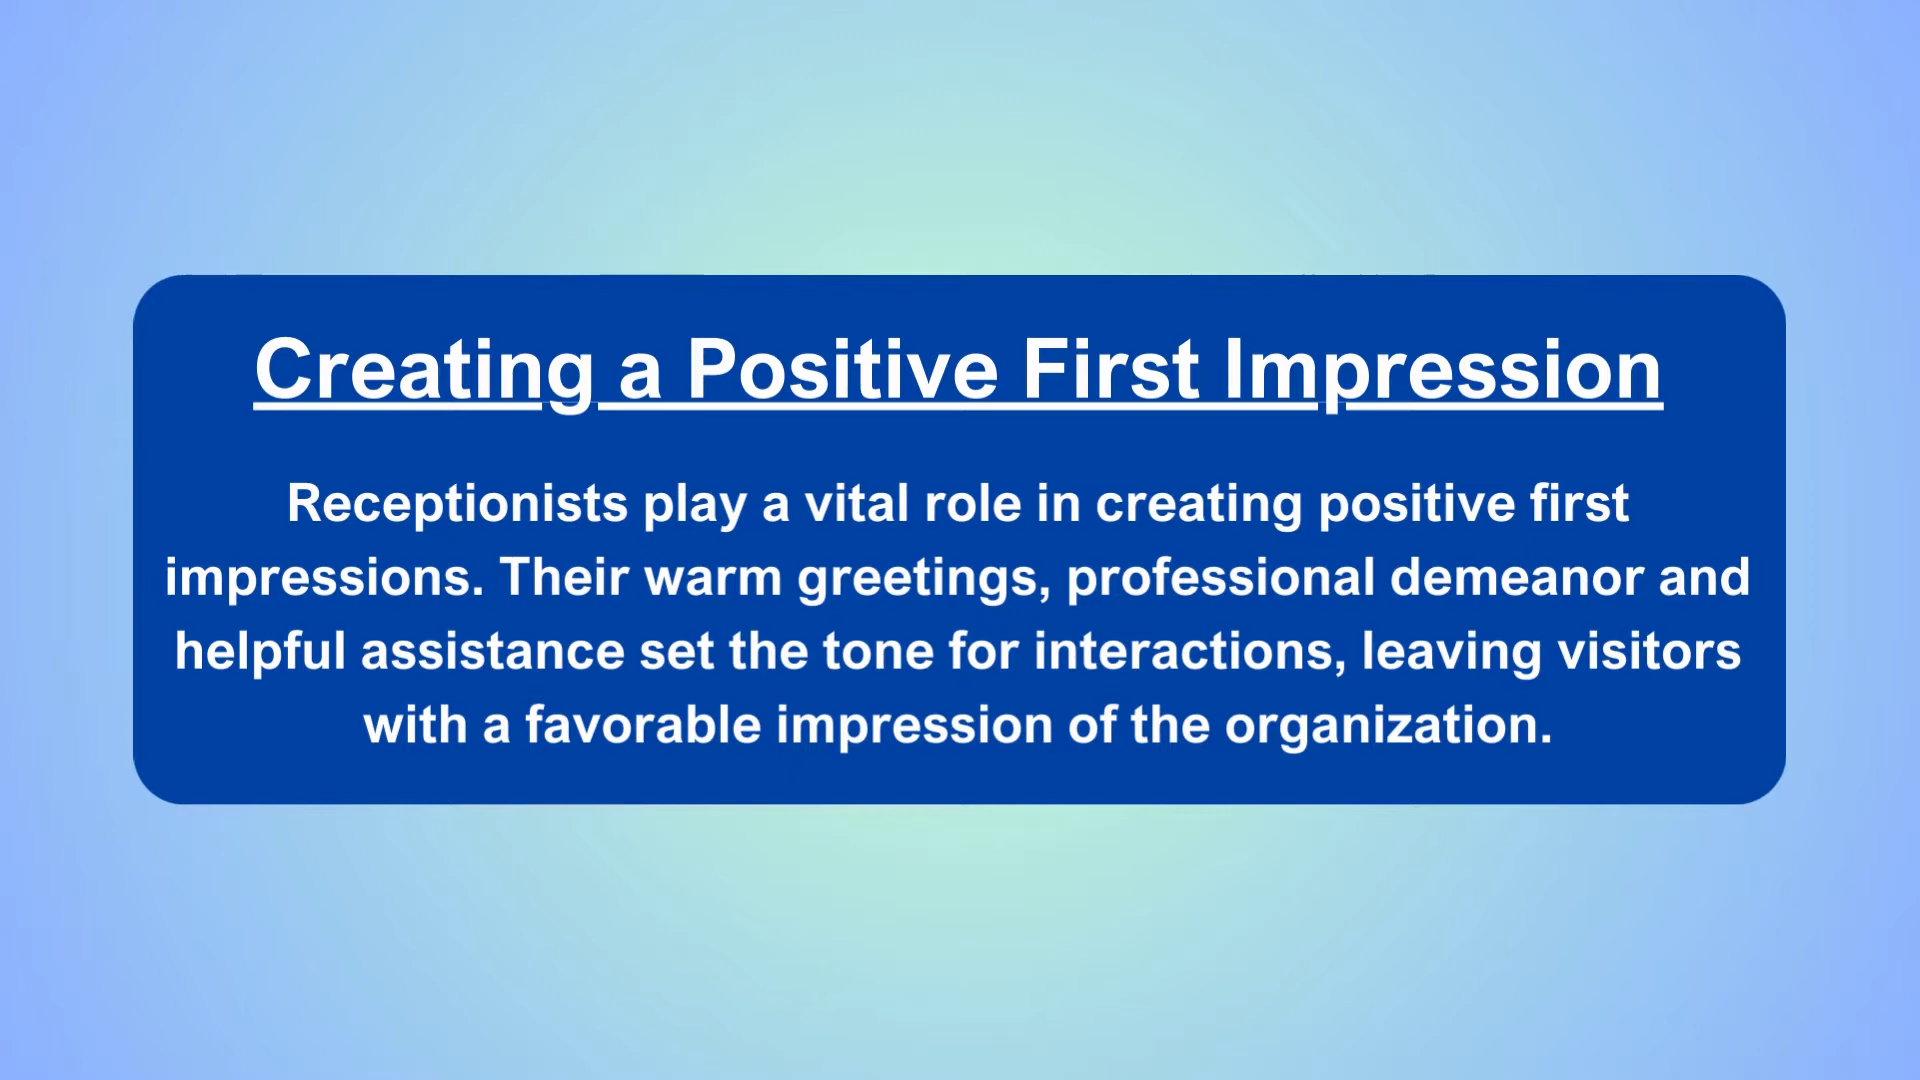 Creating a Positive First Impression
Receptionists play a vital role in creating positive first
impressions. Their warm greetings, professional demeanor and
helpful assistance set the tone for interactions, leaving visitors
with a favorable impression of the organization.